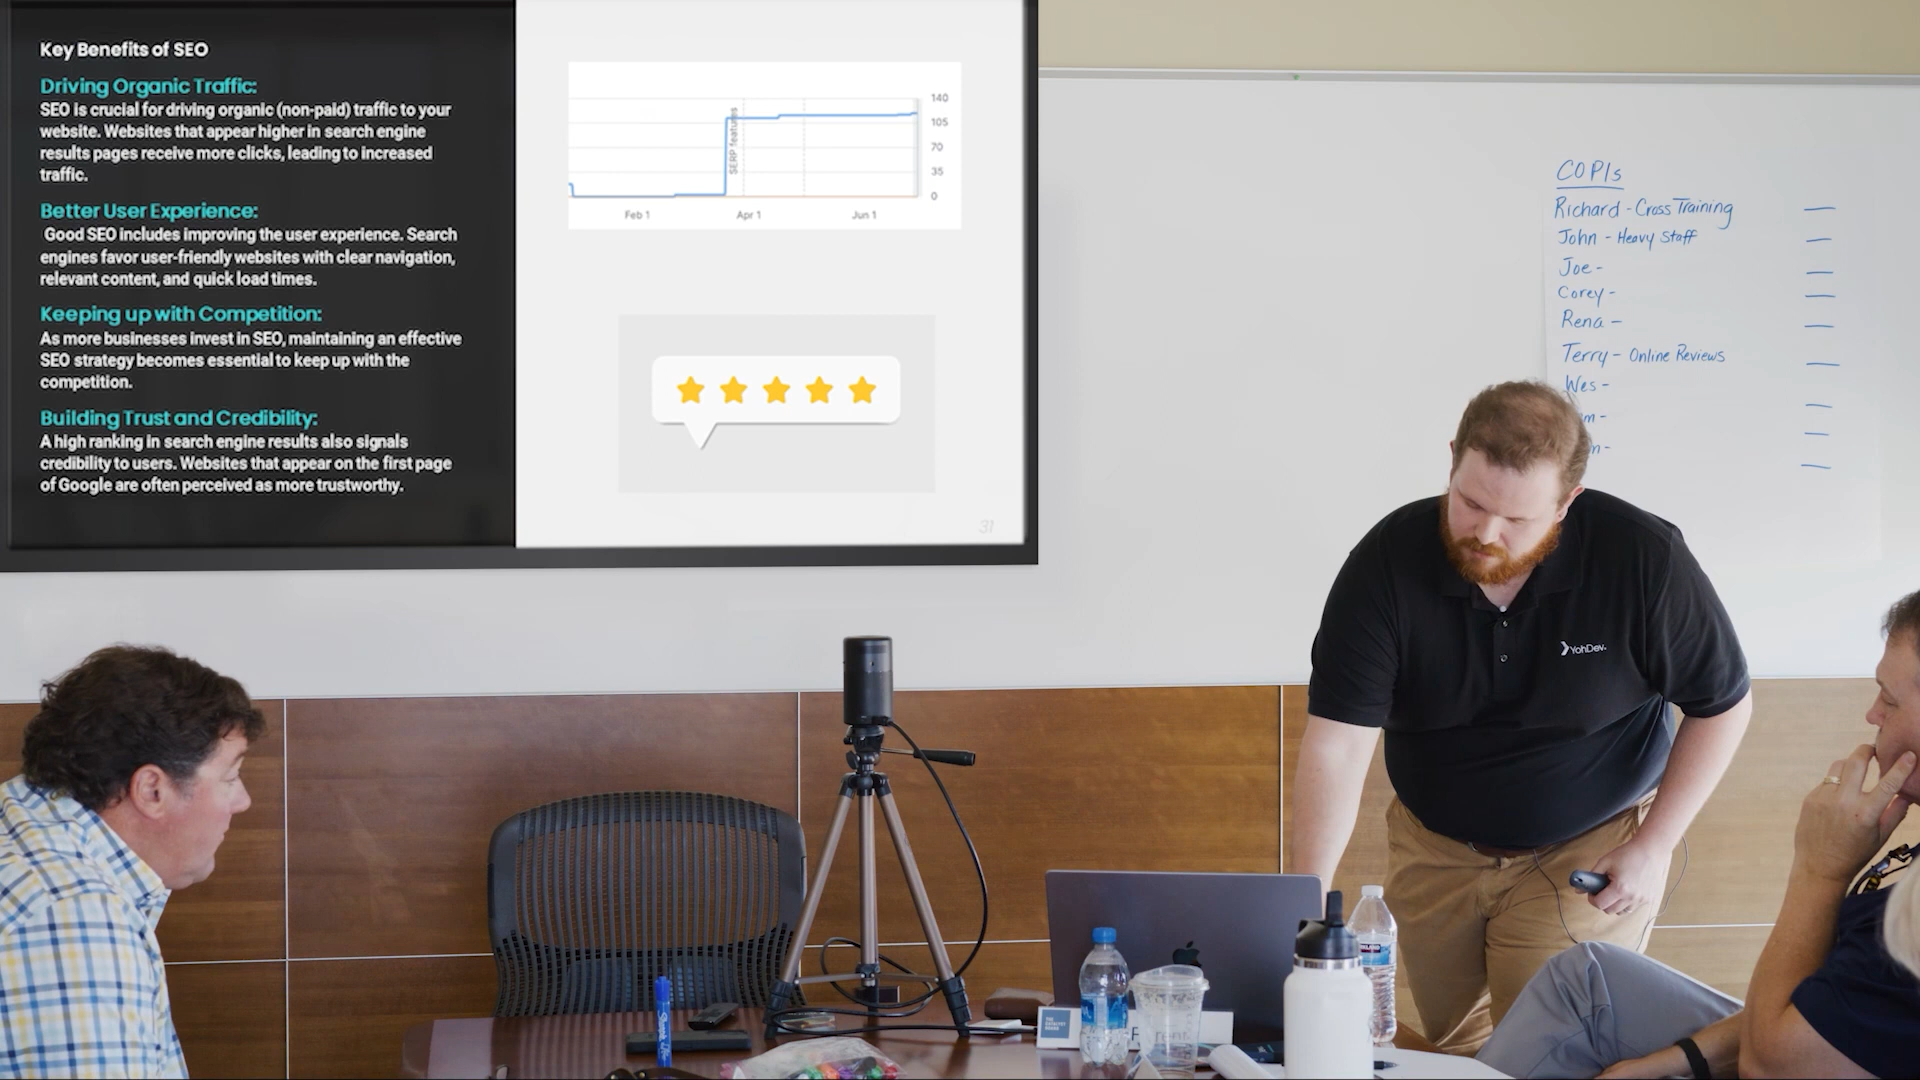 Key Benefits of SEO
Driving Organic Traffic:
SEO is crucial for driving organic (non-paid) traffic to your
website. Websites that appear higher in search engine
results pages receive more clicks, leading to increased
traffic.
Better User Experience:
Good SEO includes improving the user experience. Search
engines favor user-friendly websites with clear navigation,
relevant content, and quick load times.
Keeping up with Competition:
As more businesses invest in SEO, maintaining an effective
SEO strategy becomes essential to keep up with the
competition.
Building Trust and Credibility:
A high ranking in search engine results also signals
credibility to users. Websites that appear on the first page
of Google are often perceived as more trustworthy.
140
105
70
35
0
SERP features
Feb 1
Apr 1
Jun 1
31
COPIs
Richard - Cross Training
John - Heavy Staff
Joe -
Corey -
Rena -
Terry - Online Reviews
Wes -
YohDev.
Sharpie
THE
CATALYST
GROUP